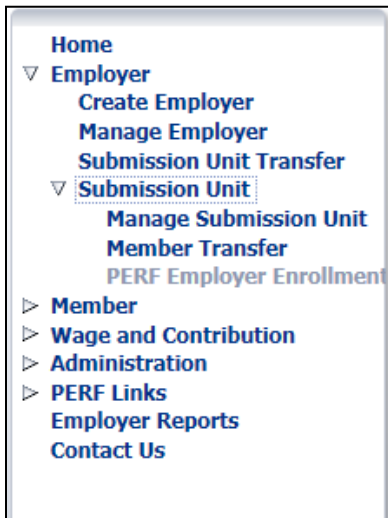 Home
Employer
Create Employer
Manage Employer
Submission Unit Transfer
Submission Unit
Manage Submission Unit
Member Transfer
PERF Employer Enrollment
Member
Wage and Contribution
Administration
PERF Links
Employer Reports
Contact Us